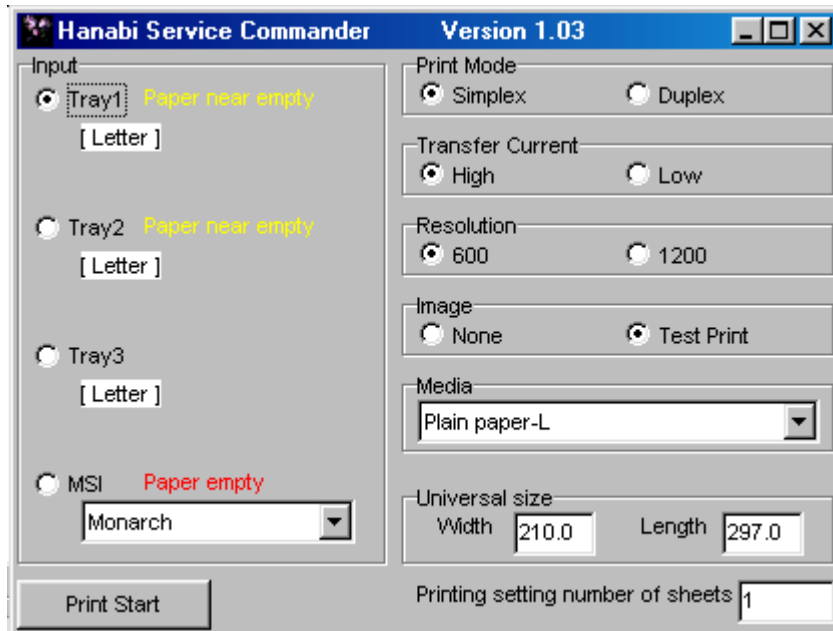 Hanabi Service Commander Version 1.03
Input
Tray1 Paper near empty
[ Letter ]
Tray2 Paper near empty
[ Letter ]
Tray3
[ Letter ]
MSI Paper empty
Monarch
Print Start
Print Mode
Simplex Duplex
Transfer Current
High Low
Resolution
600 1200
Image
None Test Print
Media
Plain paper-L
Universal size
Width 210.0 Length 297.0
Printing setting number of sheets 1